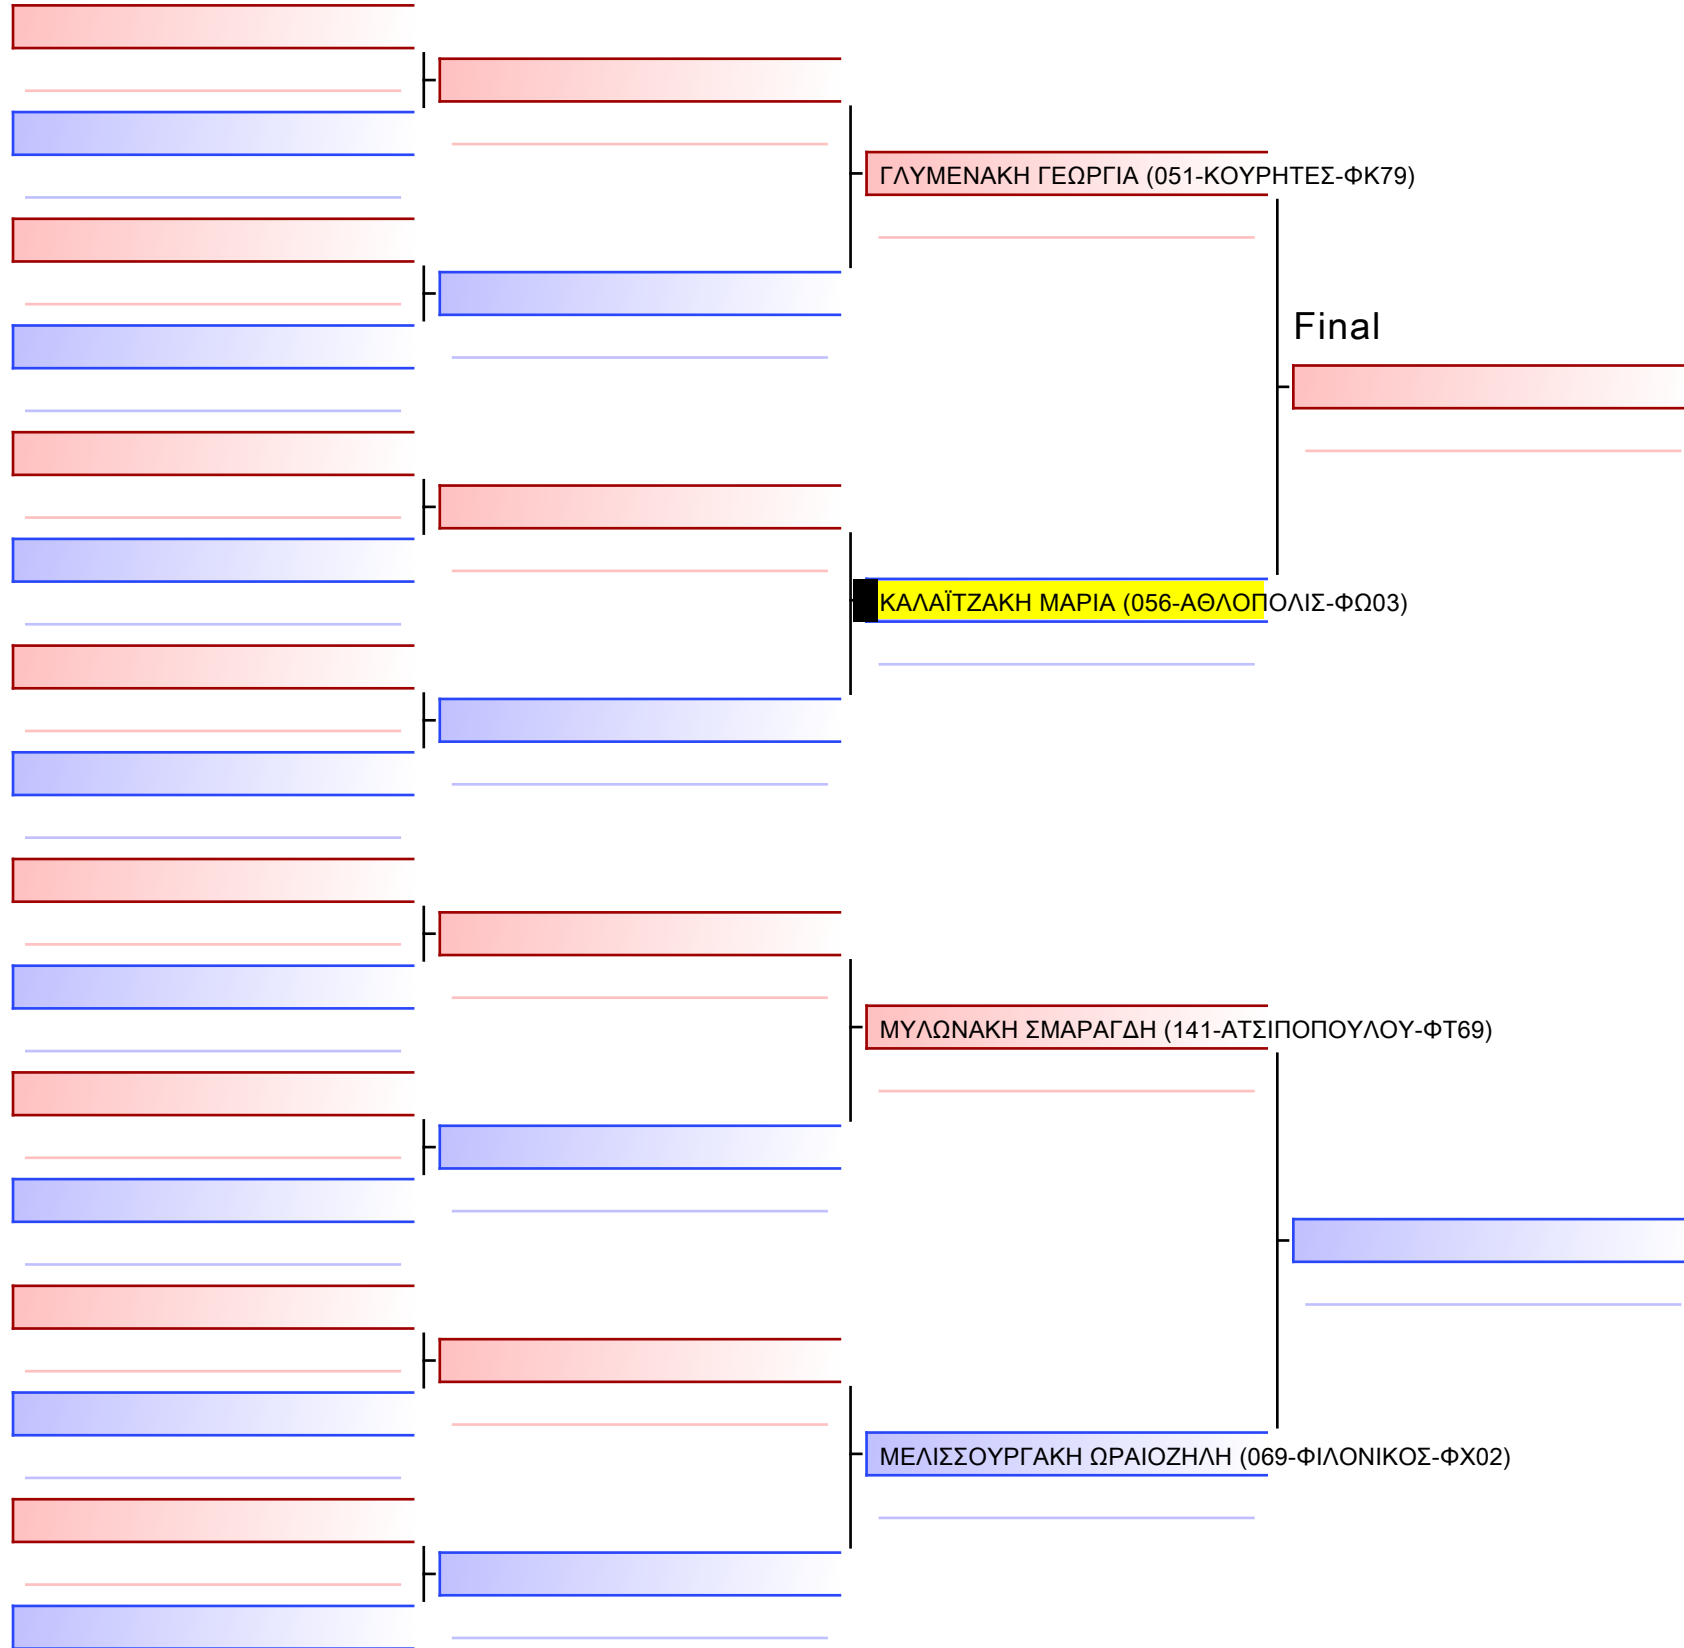 ΓΛΥΜΕΝΑΚΗ ΓΕΩΡΓΙΑ (051-ΚΟΥΡΗΤΕΣ-ΦΚ79)
Final
ΚΑΛΑΪΤΖΑΚΗ ΜΑΡΙΑ (056-ΑΘΛΟΠΟΛΙΣ-ΦΩ03)
ΜΥΛΩΝΑΚΗ ΣΜΑΡΑΓΔΗ (141-ΑΤΣΙΠΟΠΟΥΛΟΥ-ΦΤ69)
ΜΕΛΙΣΣΟΥΡΓΑΚΗ ΩΡΑΙΟΖΗΛΗ (069-ΦΙΛΟΝΙΚΟΣ-ΦΧ02)